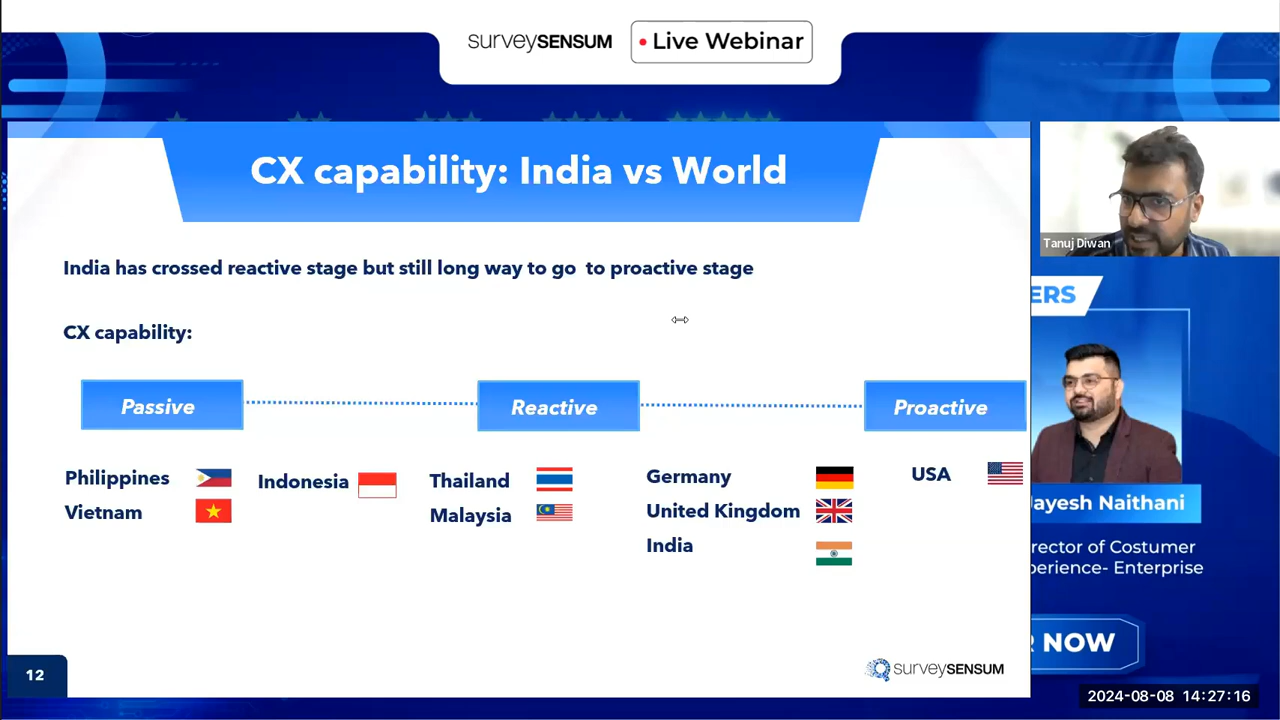 surveySENSUM
Live Webinar
CX capability: India vs World
Tanuj Diwan
India has crossed reactive stage but still long way to go to proactive stage
ERS
CX capability:
Passive
Reactive
Proactive
Philippines
Vietnam
Indonesia
Thailand
Malaysia
Germany
United Kingdom
India
USA
Jayesh Naithani
rector of Costumer
perience- Enterprise
NOW
12
surveySENSUM
2024-08-08 14:27:16